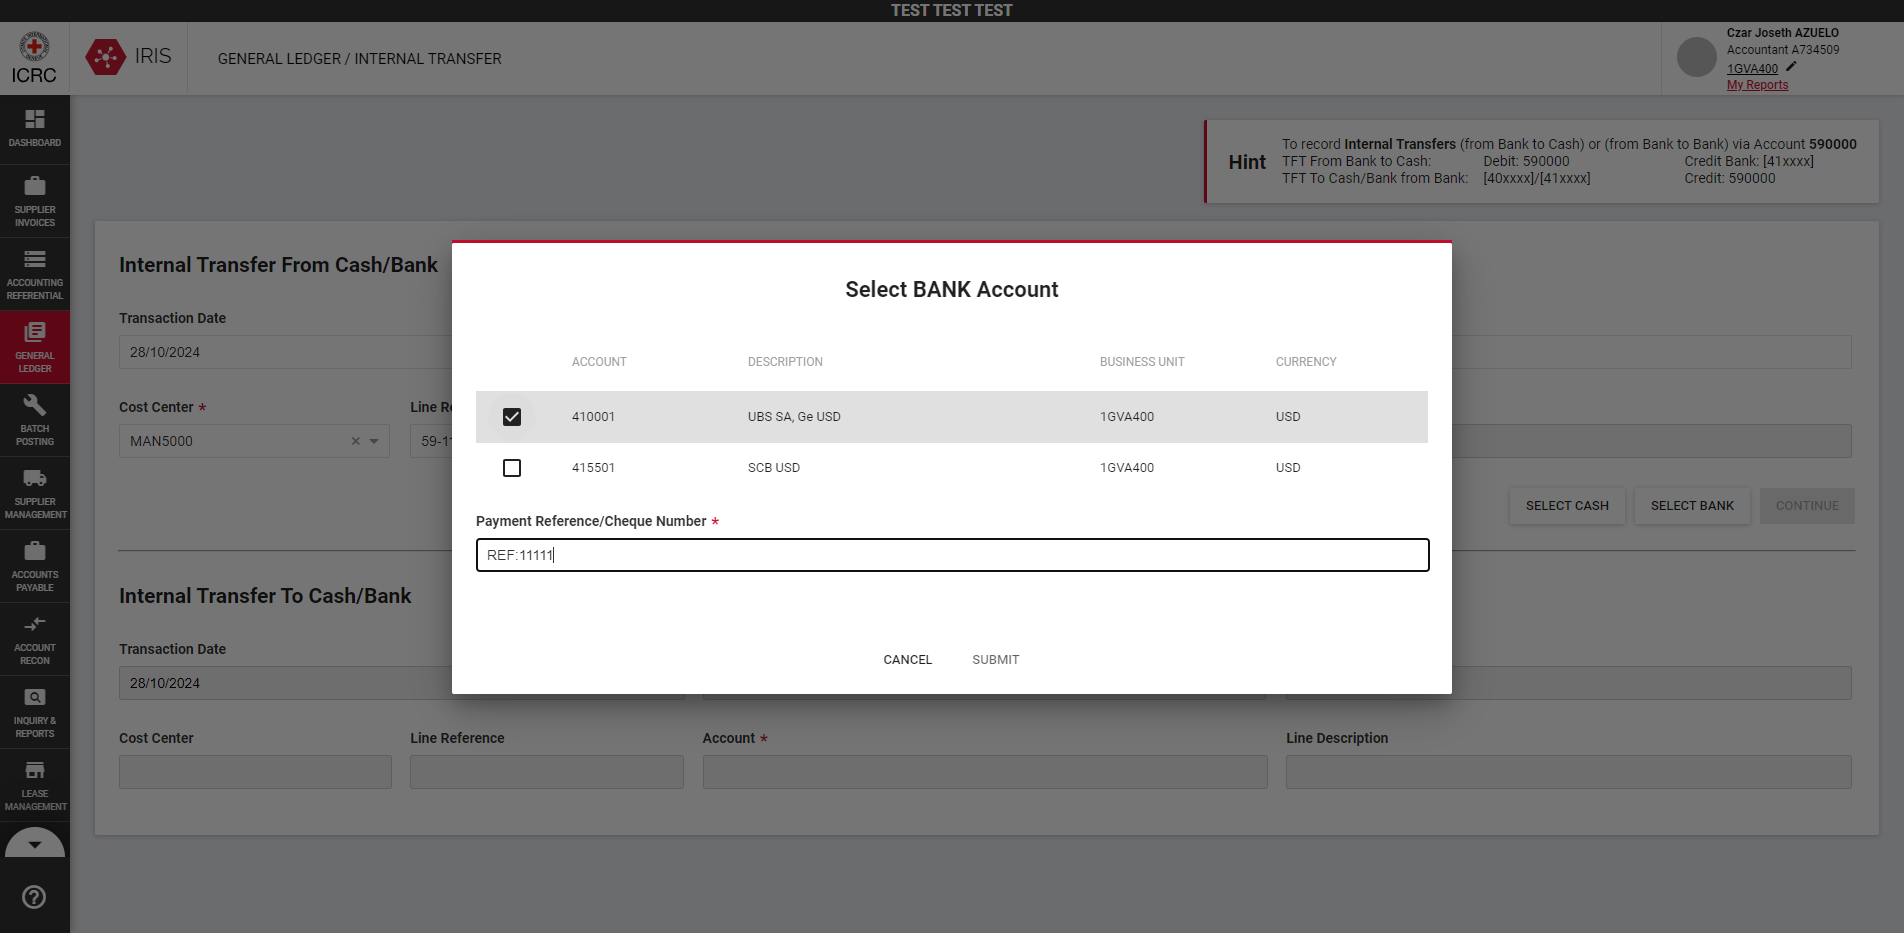 TEST TEST TEST
ICRC
IRIS
GENERAL LEDGER / INTERNAL TRANSFER
Czar Joseth AZUELO
Accountant A734509
1GVA400
My Reports
DASHBOARD
SUPPLIER
INVOICES
ACCOUNTING
REFERENTIAL
GENERAL
LEDGER
BATCH
POSTING
SUPPLIER
MANAGEMENT
ACCOUNTS
PAYABLE
ACCOUNT
RECON
INQUIRY &
REPORTS
LEASE
MANAGEMENT
Hint
To record Internal Transfers (from Bank to Cash) or (from Bank to Bank) via Account 590000
TFT From Bank to Cash: Debit: 590000 Credit Bank: [41xxxx]
TFT To Cash/Bank from Bank: [40xxxx]/[41xxxx] Credit: 590000
Internal Transfer From Cash/Bank
Transaction Date
28/10/2024
Cost Center *
MAN5000
Select BANK Account
ACCOUNT DESCRIPTION BUSINESS UNIT CURRENCY
410001 UBS SA, Ge USD 1GVA400 USD
415501 SCB USD 1GVA400 USD
Payment Reference/Cheque Number *
REF:11111
CANCEL SUBMIT
SELECT CASH SELECT BANK CONTINUE
Internal Transfer To Cash/Bank
Transaction Date
28/10/2024
Cost Center Line Reference Account * Line Description